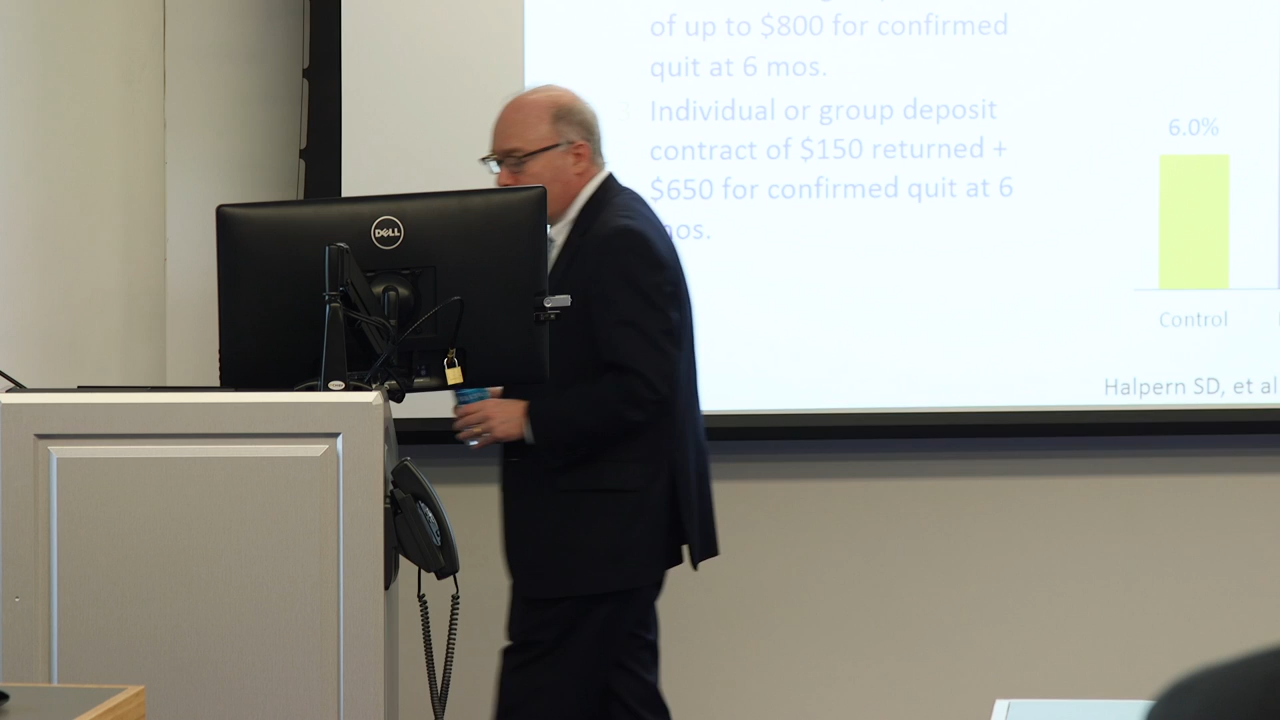 of up to $800 for confirmed
quit at 6 mos.
Individual or group deposit
contract of $150 returned +
$650 for confirmed quit at 6
mos.
6.0%
Control
Halpern SD, et al
DELL